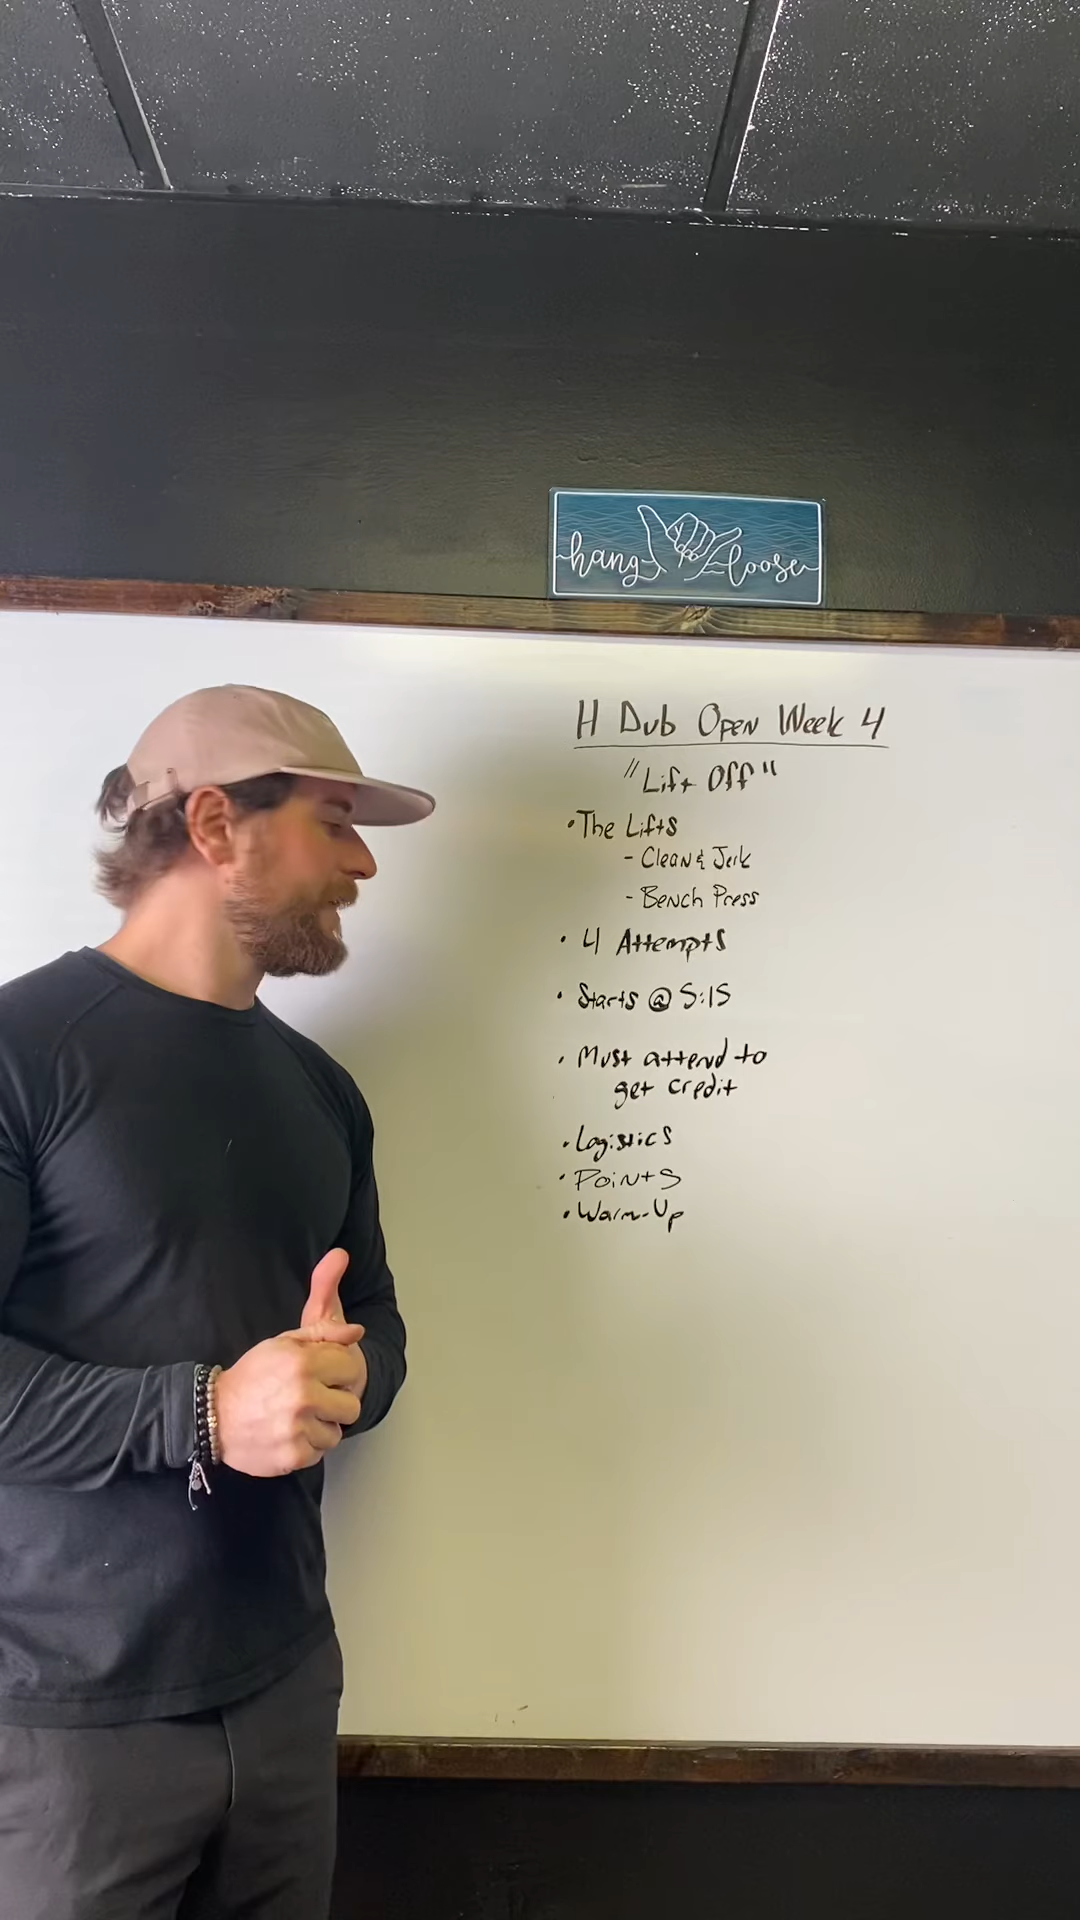 hang loose
H Dub Open Week 4
"Lift Off"
• The Lifts
- Clean & Jerk
- Bench Press
• 4 Attempts
• Starts @ 5:15
• Must attend to
get credit
• Logistics
• Points
• Warm-Up